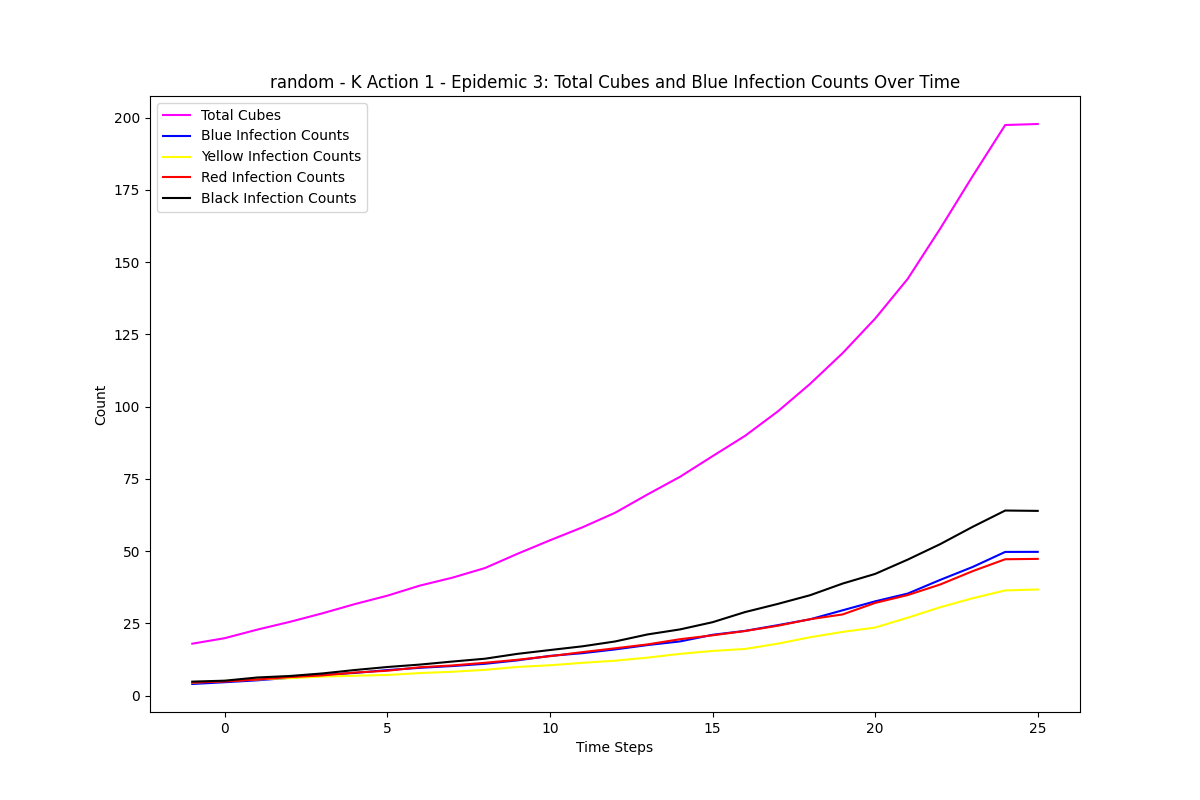 random - K Action 1 - Epidemic 3: Total Cubes and Blue Infection Counts Over Time
Total Cubes
Blue Infection Counts
Yellow Infection Counts
Red Infection Counts
Black Infection Counts
200
175
150
125
100
75
50
25
0
Count
0 5 10 15 20 25
Time Steps